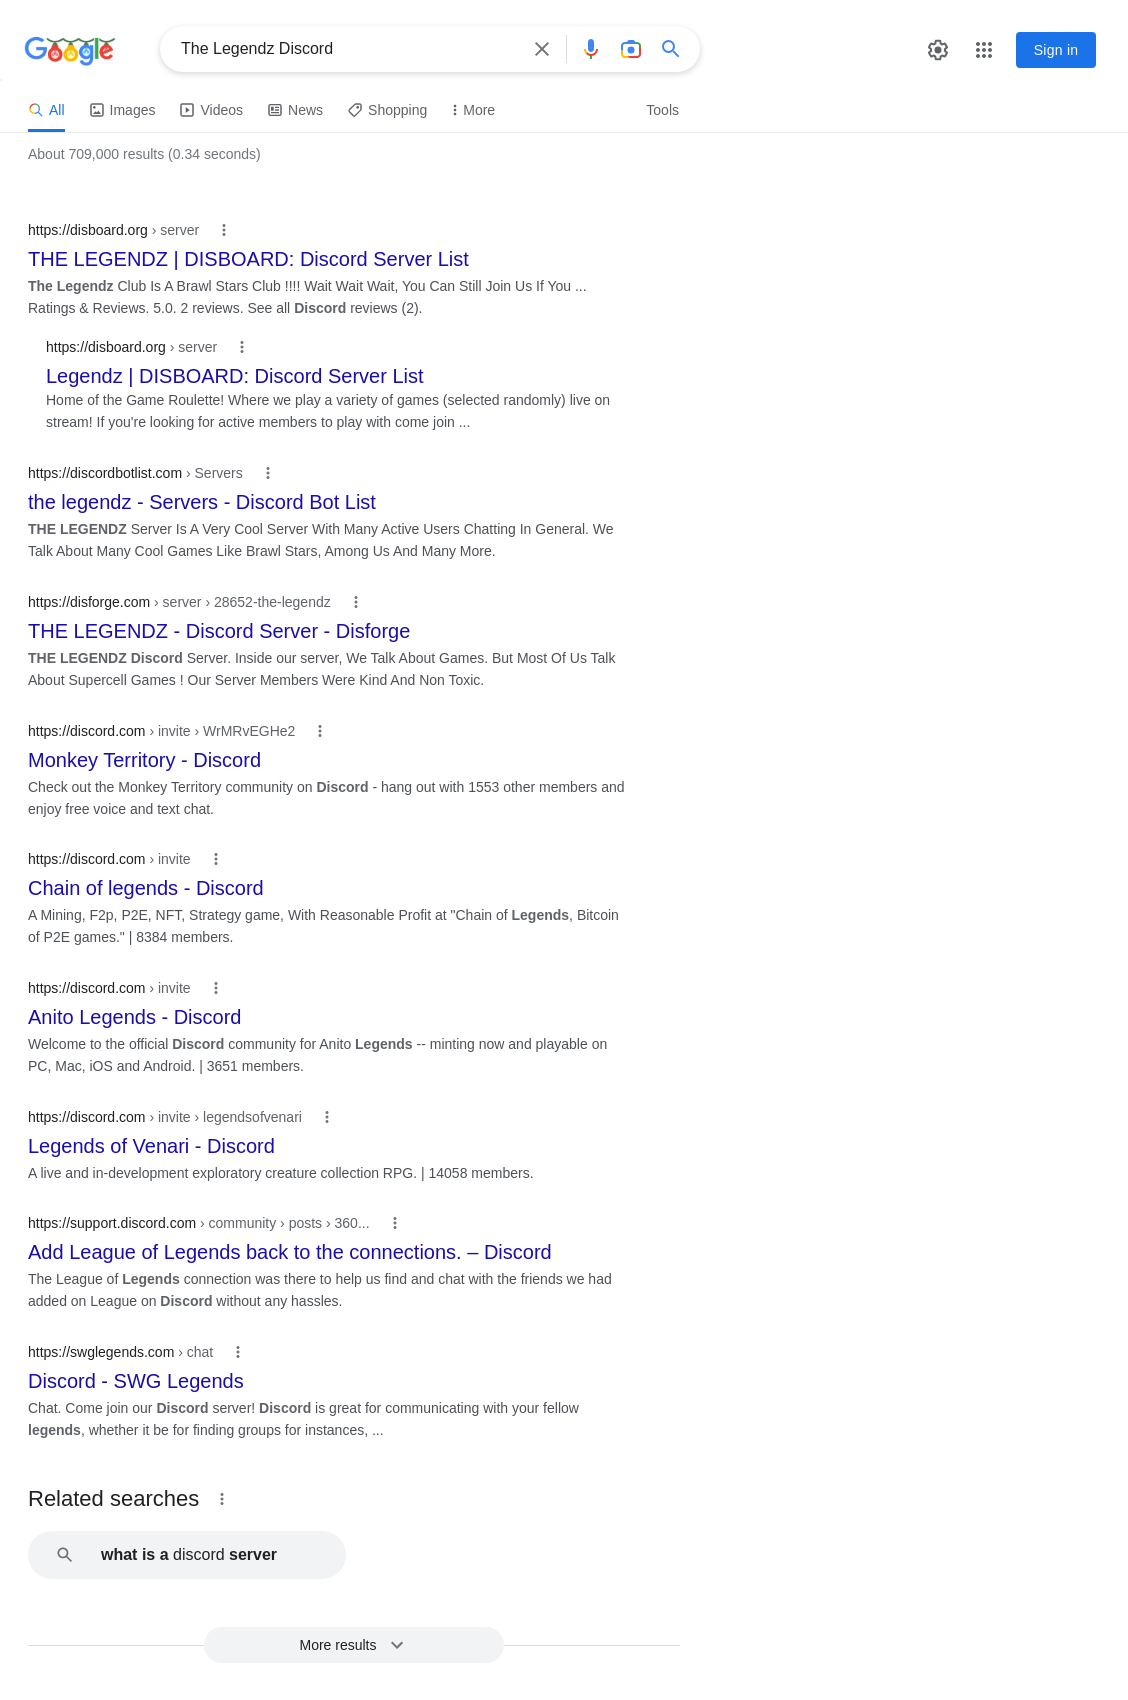 Google
The Legendz Discord
Sign in
All Images Videos News Shopping More Tools
About 709,000 results (0.34 seconds)
https://disboard.org › server
THE LEGENDZ | DISBOARD: Discord Server List
The Legendz Club Is A Brawl Stars Club !!!! Wait Wait Wait, You Can Still Join Us If You ...
Ratings & Reviews. 5.0. 2 reviews. See all Discord reviews (2).
https://disboard.org › server
Legendz | DISBOARD: Discord Server List
Home of the Game Roulette! Where we play a variety of games (selected randomly) live on
stream! If you're looking for active members to play with come join ...
https://discordbotlist.com › Servers
the legendz - Servers - Discord Bot List
THE LEGENDZ Server Is A Very Cool Server With Many Active Users Chatting In General. We
Talk About Many Cool Games Like Brawl Stars, Among Us And Many More.
https://disforge.com › server › 28652-the-legendz
THE LEGENDZ - Discord Server - Disforge
THE LEGENDZ Discord Server. Inside our server, We Talk About Games. But Most Of Us Talk
About Supercell Games ! Our Server Members Were Kind And Non Toxic.
https://discord.com › invite › WrMRvEGHe2
Monkey Territory - Discord
Check out the Monkey Territory community on Discord - hang out with 1553 other members and
enjoy free voice and text chat.
https://discord.com › invite
Chain of legends - Discord
A Mining, F2p, P2E, NFT, Strategy game, With Reasonable Profit at "Chain of Legends, Bitcoin
of P2E games." | 8384 members.
https://discord.com › invite
Anito Legends - Discord
Welcome to the official Discord community for Anito Legends -- minting now and playable on
PC, Mac, iOS and Android. | 3651 members.
https://discord.com › invite › legendsofvenari
Legends of Venari - Discord
A live and in-development exploratory creature collection RPG. | 14058 members.
https://support.discord.com › community › posts › 360...
Add League of Legends back to the connections. – Discord
The League of Legends connection was there to help us find and chat with the friends we had
added on League on Discord without any hassles.
https://swglegends.com › chat
Discord - SWG Legends
Chat. Come join our Discord server! Discord is great for communicating with your fellow
legends, whether it be for finding groups for instances, ...
Related searches
what is a discord server
More results